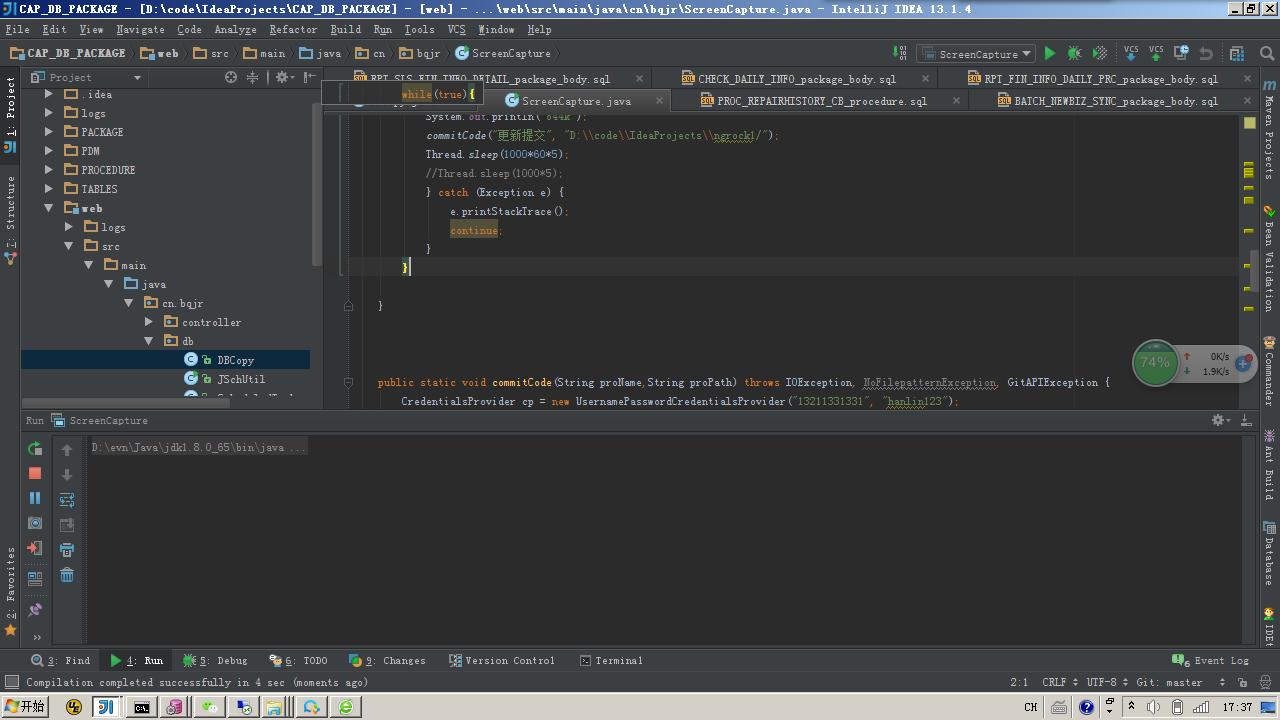 CAP_DB_PACKAGE - [D:\code\IdeaProjects\CAP_DB_PACKAGE] - [web] - ...\web\src\main\java\cn\bqjr\ScreenCapture.java - IntelliJ IDEA 13.1.4
File Edit View Navigate Code Analyze Refactor Build Run Tools VCS Window Help
CAP_DB_PACKAGE web src main java cn bqjr ScreenCapture
ScreenCapture VCS VCS
Project
RPT_SLS_FIN_INFO_DETAIL_package_body.sql CHECK_DAILY_INFO_package_body.sql RPT_FIN_INFO_DAILY_PRC_package_body.sql
while(true){
ScreenCapture.java PROC_REPAIRHISTORY_CB_procedure.sql BATCH_NEWBIZ_SYNC_package_body.sql
1: Project
Z: Structure
2: Favorites
.idea
logs
PACKAGE
PDM
PROCEDURE
TABLES
web
logs
src
main
java
cn.bqjr
controller
db
DBCopy
JSchUtil
System.out.println("844k");
commitCode("更新提交", "D:\\code\\IdeaProjects\\ngrock1/");
Thread.sleep(1000*60*5);
//Thread.sleep(1000*5);
} catch (Exception e) {
e.printStackTrace();
continue;
}
}
}
public static void commitCode(String proName,String proPath) throws IOException, NoFilepatternException, GitAPIException {
CredentialsProvider cp = new UsernamePasswordCredentialsProvider("13211331331", "hanlin123");
74%
0K/s
1.9K/s
Maven Projects
Bean Validation
Commander
Ant Build
Database
IDEt
Run ScreenCapture
D:\evn\Java\jdk1.8.0_65\bin\java ...
3: Find 1: Run 5: Debug 6: TODO 9: Changes Version Control Terminal 6 Event Log
Compilation completed successfully in 4 sec (moments ago) 2:1 CRLF UTF-8 Git: master
开始 CH 17:37